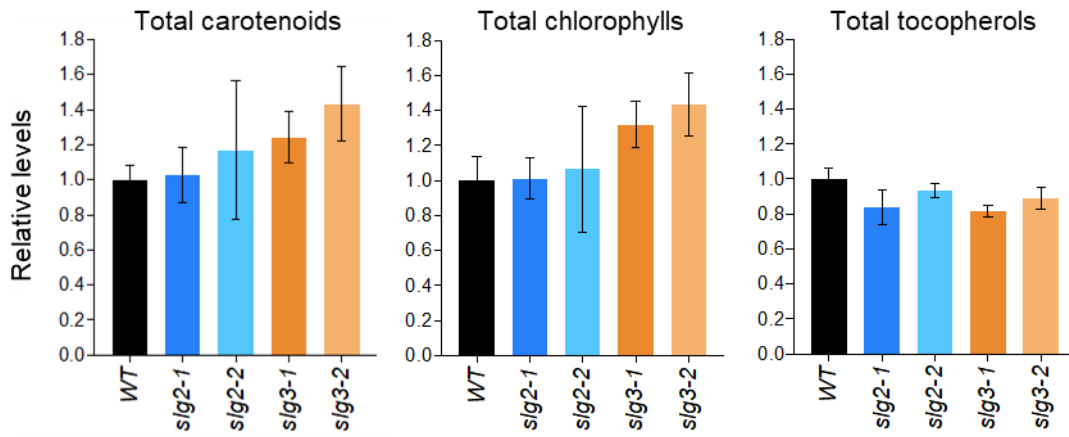 Total carotenoids
Total chlorophylls
Total tocopherols
Relative levels
1.8
1.6
1.4
1.2
1.0
0.8
0.6
0.4
0.2
0.0
WT
slg2-1
slg2-2
slg3-1
slg3-2
1.8
1.6
1.4
1.2
1.0
0.8
0.6
0.4
0.2
0.0
WT
slg2-1
slg2-2
slg3-1
slg3-2
1.8
1.6
1.4
1.2
1.0
0.8
0.6
0.4
0.2
0.0
WT
slg2-1
slg2-2
slg3-1
slg3-2